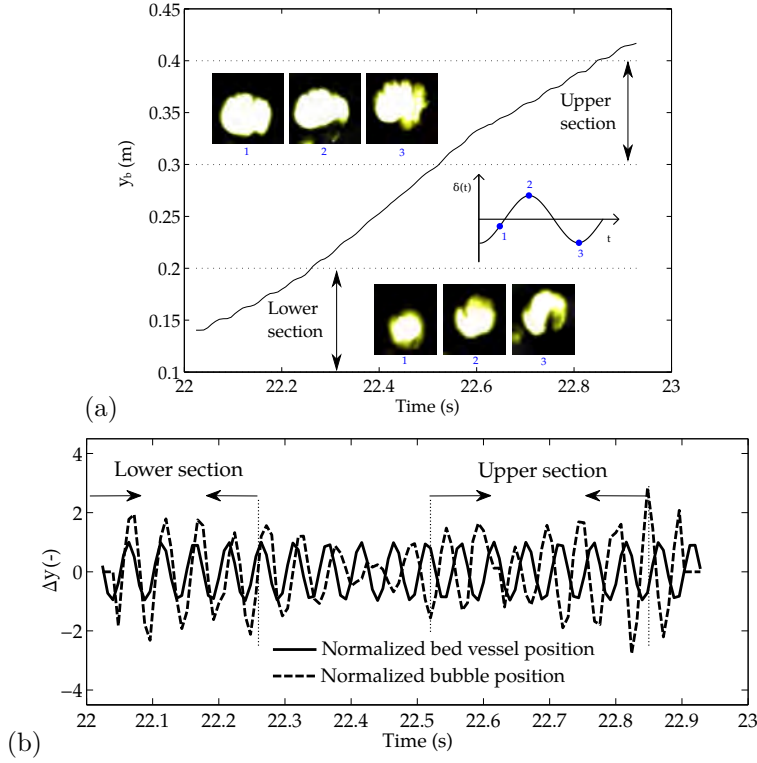 0.45
0.4
0.35
0.3
0.25
0.2
0.15
0.1
y_b (m)
1 2 3
Upper
section
δ(t)
2
1
3
t
Lower
section
1 2 3
22 22.2 22.4 22.6 22.8 23
Time (s)
(a)
4
2
0
−2
−4
Δy (-)
Lower section
Upper section
Normalized bed vessel position
Normalized bubble position
22 22.1 22.2 22.3 22.4 22.5 22.6 22.7 22.8 22.9 23
Time (s)
(b)